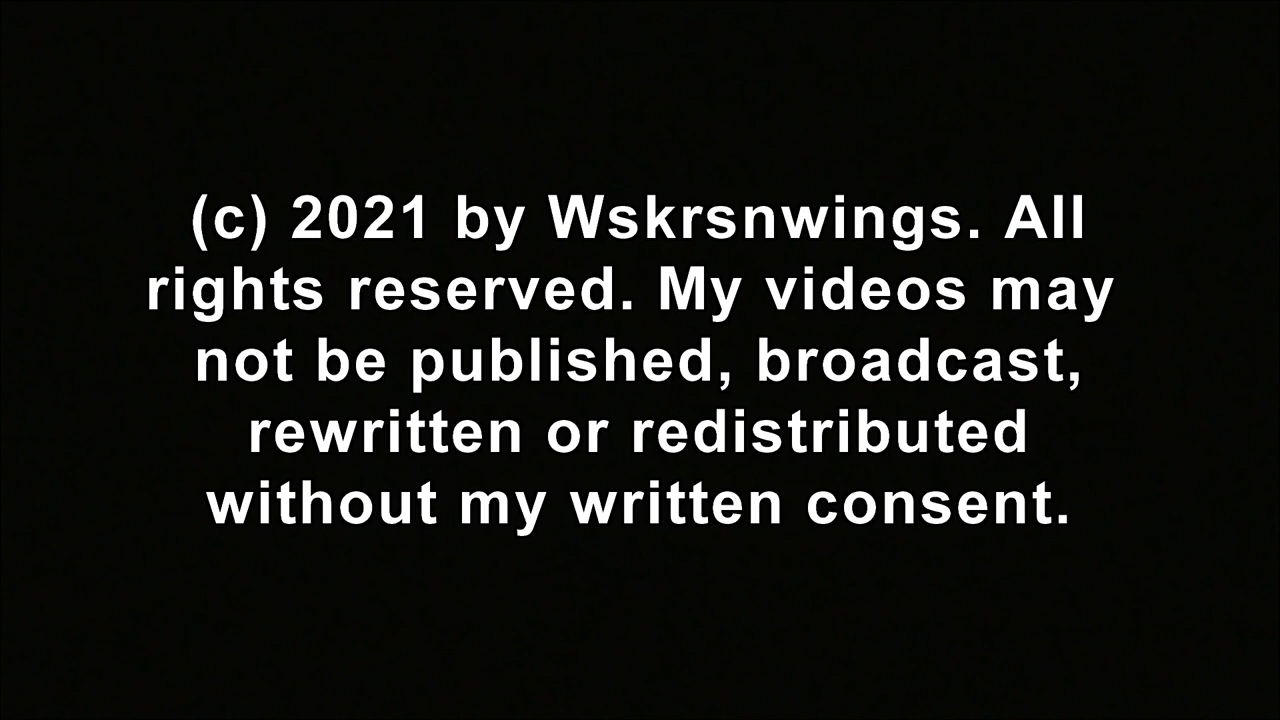 (c) 2021 by Wskrsnwings. All
rights reserved. My videos may
not be published, broadcast,
rewritten or redistributed
without my written consent.